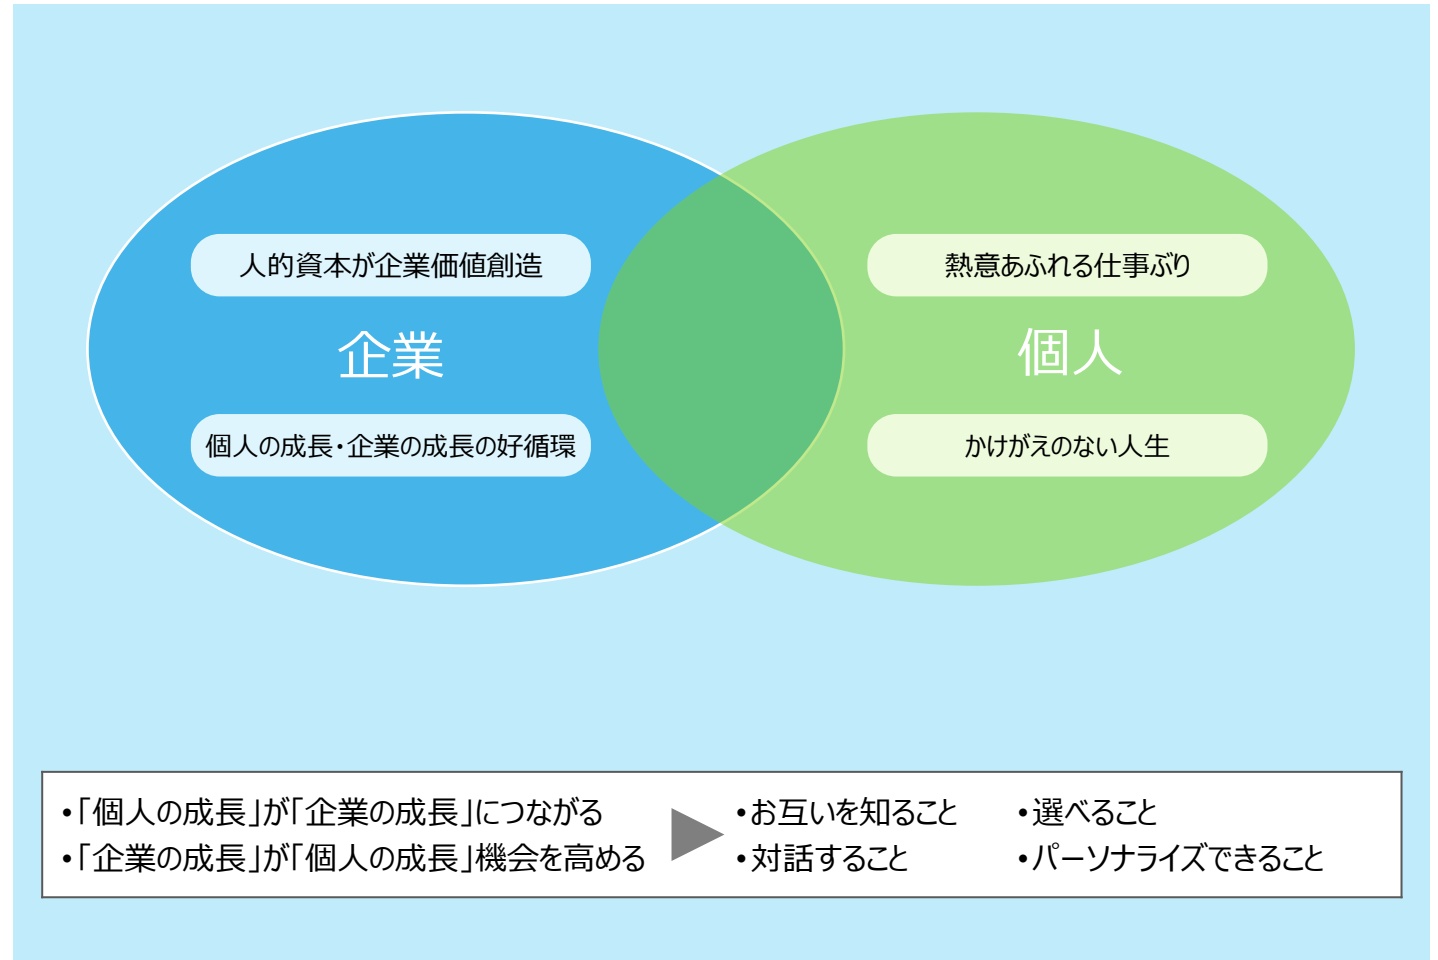 人的資本が企業価値創造
企業
個人の成長・企業の成長の好循環
熱意あふれる仕事ぶり
個人
かけがえのない人生
•「個人の成長」が「企業の成長」につながる
•「企業の成長」が「個人の成長」機会を高める
•お互いを知ること
•対話すること
•選べること
•パーソナライズできること